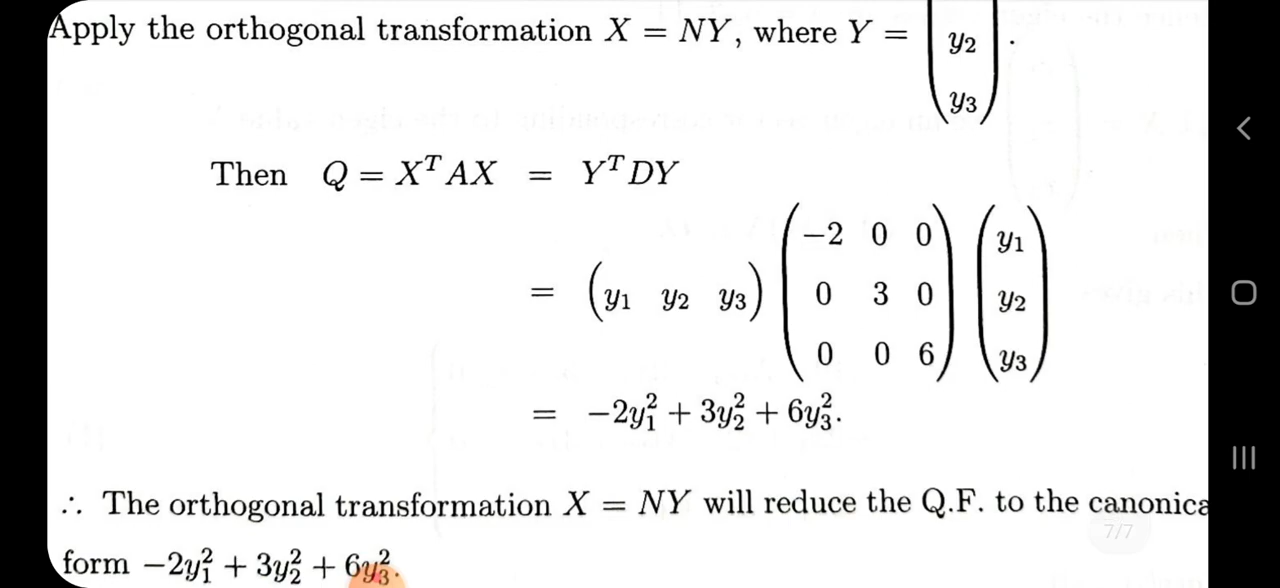 Apply the orthogonal transformation X = NY, where Y = ( y2 y3 ) .
Then Q = X^T AX = Y^T DY
= (y1 y2 y3) ( −2 0 0 ; 0 3 0 ; 0 0 6 ) ( y1 ; y2 ; y3 )
= −2y1^2 + 3y2^2 + 6y3^2.
∴ The orthogonal transformation X = NY will reduce the Q.F. to the canonica
7/7
form −2y1^2 + 3y2^2 + 6y3^2.